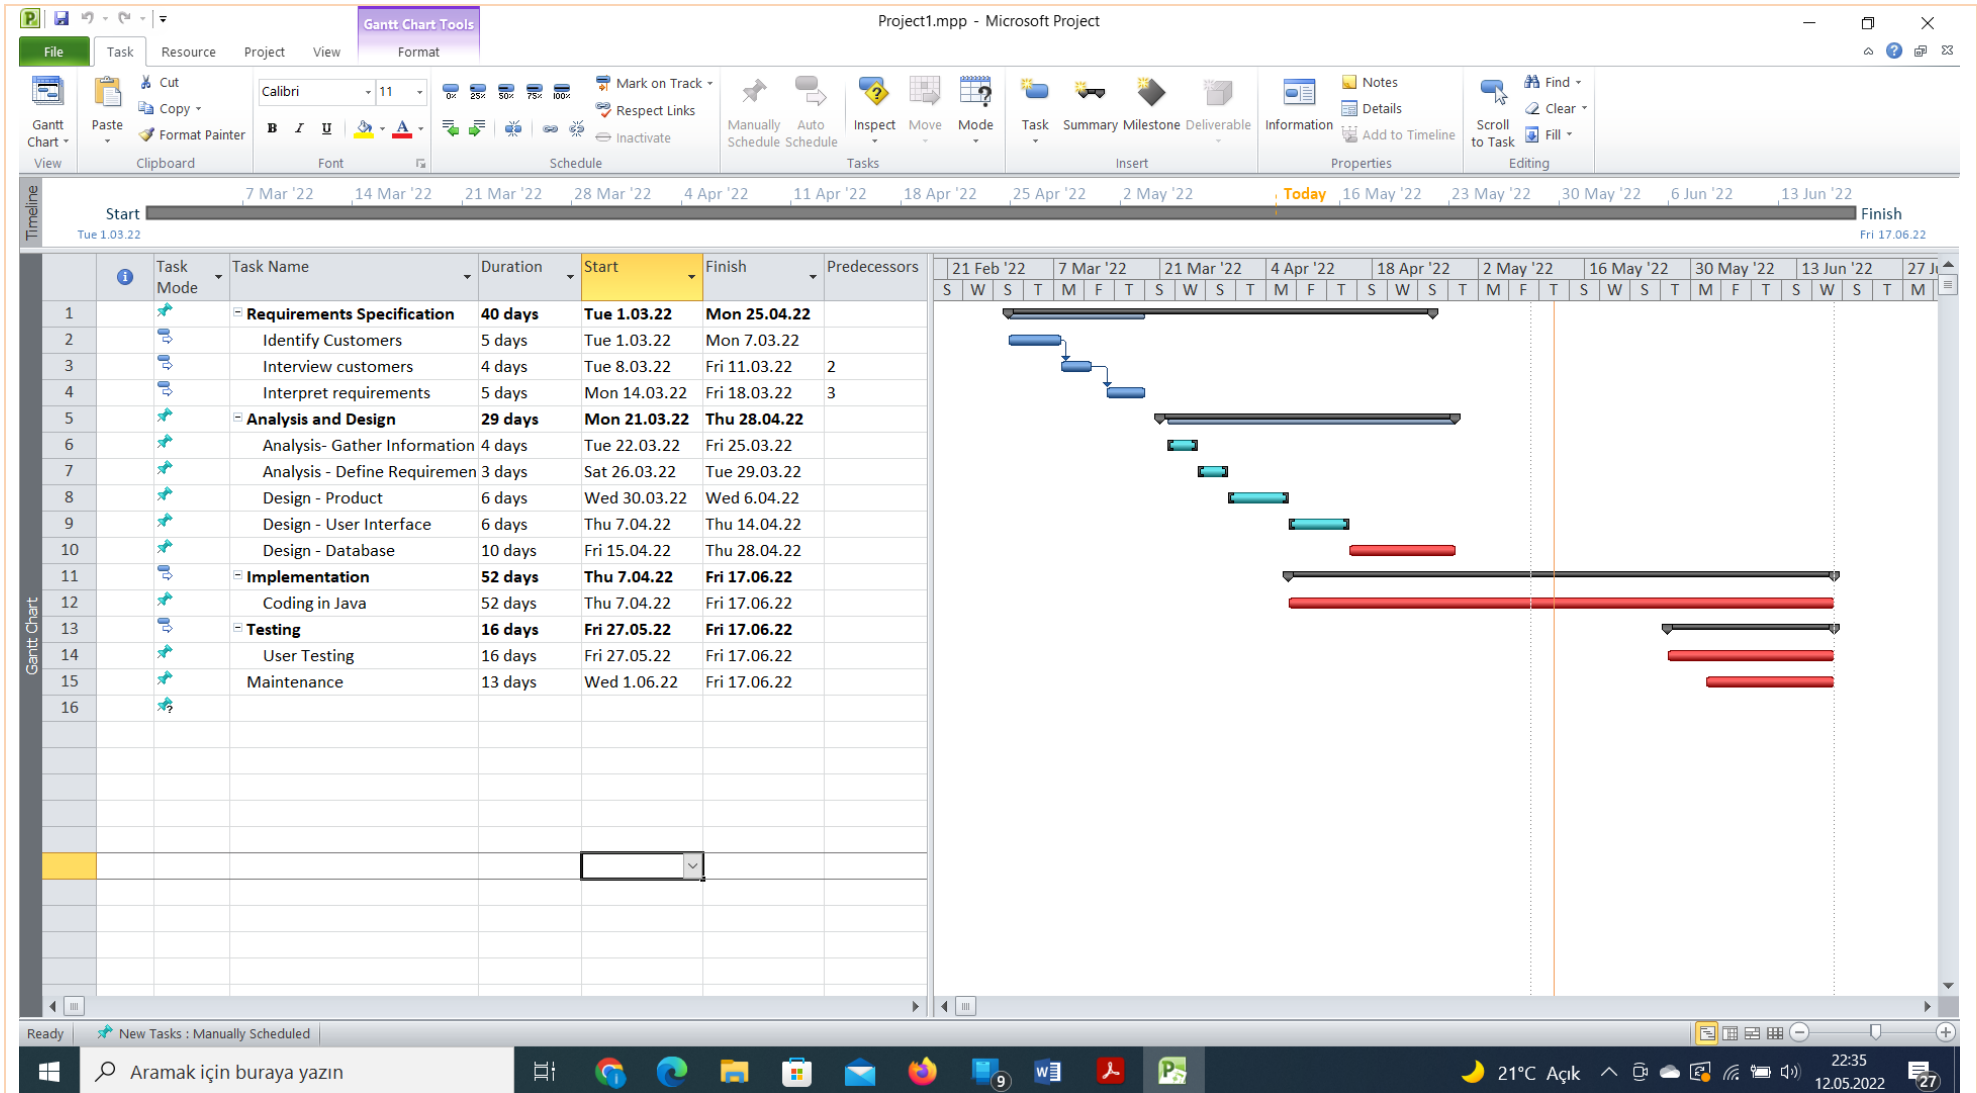 Gantt Chart Tools
Project1.mpp - Microsoft Project
File Task Resource Project View Format
Cut
Copy
Format Painter
Paste
Gantt Chart
View
Clipboard
Calibri 11
B I U A
Font
0% 25% 50% 75% 100%
Mark on Track
Respect Links
Inactivate
Schedule
Manually Schedule
Auto Schedule
Inspect
Move
Mode
Tasks
Task
Summary
Milestone
Deliverable
Insert
Information
Notes
Details
Add to Timeline
Properties
Scroll to Task
Find
Clear
Fill
Editing
Timeline
7 Mar '22 14 Mar '22 21 Mar '22 28 Mar '22 4 Apr '22 11 Apr '22 18 Apr '22 25 Apr '22 2 May '22 Today 16 May '22 23 May '22 30 May '22 6 Jun '22 13 Jun '22
Start Finish
Tue 1.03.22 Fri 17.06.22
Task Mode Task Name Duration Start Finish Predecessors
21 Feb '22 7 Mar '22 21 Mar '22 4 Apr '22 18 Apr '22 2 May '22 16 May '22 30 May '22 13 Jun '22
S W S T M F T S W S T M F T S W S T M F T S W S T M F T S W S T M
1 Requirements Specification 40 days Tue 1.03.22 Mon 25.04.22
2 Identify Customers 5 days Tue 1.03.22 Mon 7.03.22
3 Interview customers 4 days Tue 8.03.22 Fri 11.03.22 2
4 Interpret requirements 5 days Mon 14.03.22 Fri 18.03.22 3
5 Analysis and Design 29 days Mon 21.03.22 Thu 28.04.22
6 Analysis- Gather Information 4 days Tue 22.03.22 Fri 25.03.22
7 Analysis - Define Requiremen 3 days Sat 26.03.22 Tue 29.03.22
8 Design - Product 6 days Wed 30.03.22 Wed 6.04.22
9 Design - User Interface 6 days Thu 7.04.22 Thu 14.04.22
10 Design - Database 10 days Fri 15.04.22 Thu 28.04.22
11 Implementation 52 days Thu 7.04.22 Fri 17.06.22
12 Coding in Java 52 days Thu 7.04.22 Fri 17.06.22
13 Testing 16 days Fri 27.05.22 Fri 17.06.22
14 User Testing 16 days Fri 27.05.22 Fri 17.06.22
15 Maintenance 13 days Wed 1.06.22 Fri 17.06.22
16
Gantt Chart
Ready New Tasks : Manually Scheduled
Aramak için buraya yazın
9
21°C Açık
22:35
12.05.2022
27